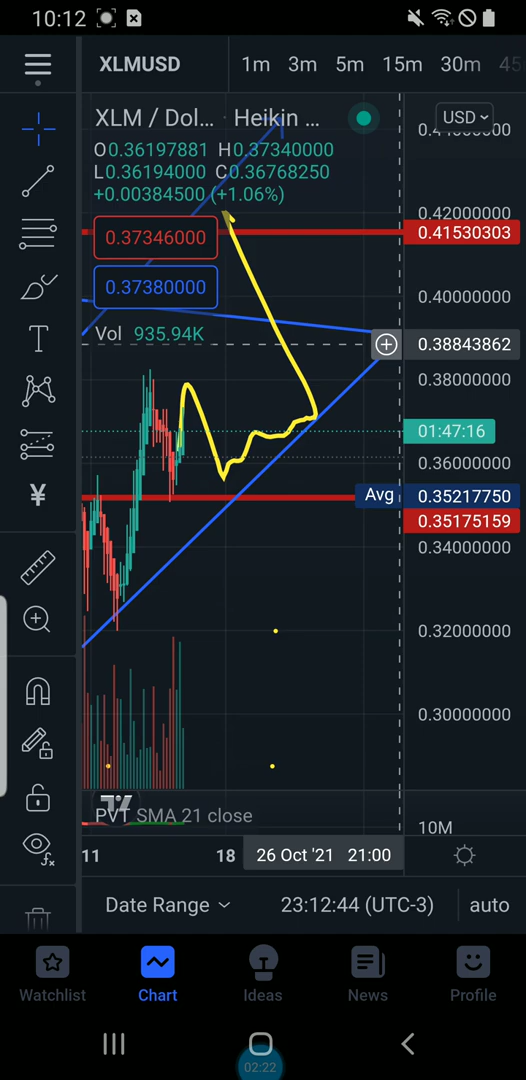 10:12
XLMUSD 1m 3m 5m 15m 30m 45
XLM / Dol... · Heikin ...
USD
O0.36197881 H0.37340000
L0.36194000 C0.36768250
+0.00384500 (+1.06%)
0.42000000
0.37346000
0.41530303
0.37380000
0.40000000
Vol 935.94K
0.38843862
0.38000000
01:47:16
0.36000000
Avg 0.35217750
0.35175159
0.34000000
0.32000000
0.30000000
T
¥
PVT SMA 21 close
10M
11 18 26 Oct '21 21:00
Date Range 23:12:44 (UTC-3) auto
Watchlist Chart Ideas News Profile
02:22